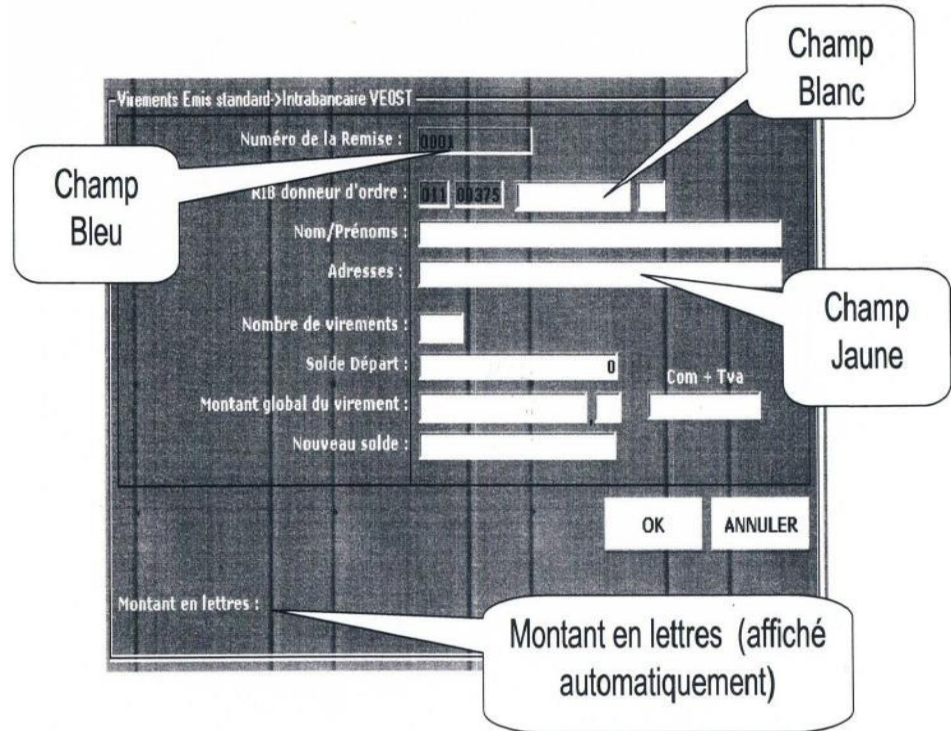 Champ
Blanc
Virements Emis standard->Intrabancaire VEOST
Numéro de la Remise : 0001
Champ
Bleu
RIB donneur d'ordre : 011 00375
Nom/Prénoms :
Adresses :
Champ
Jaune
Nombre de virements :
Solde Départ : 0
Com + Tva
Montant global du virement :
Nouveau solde :
OK ANNULER
Montant en lettres :
Montant en lettres (affiché
automatiquement)